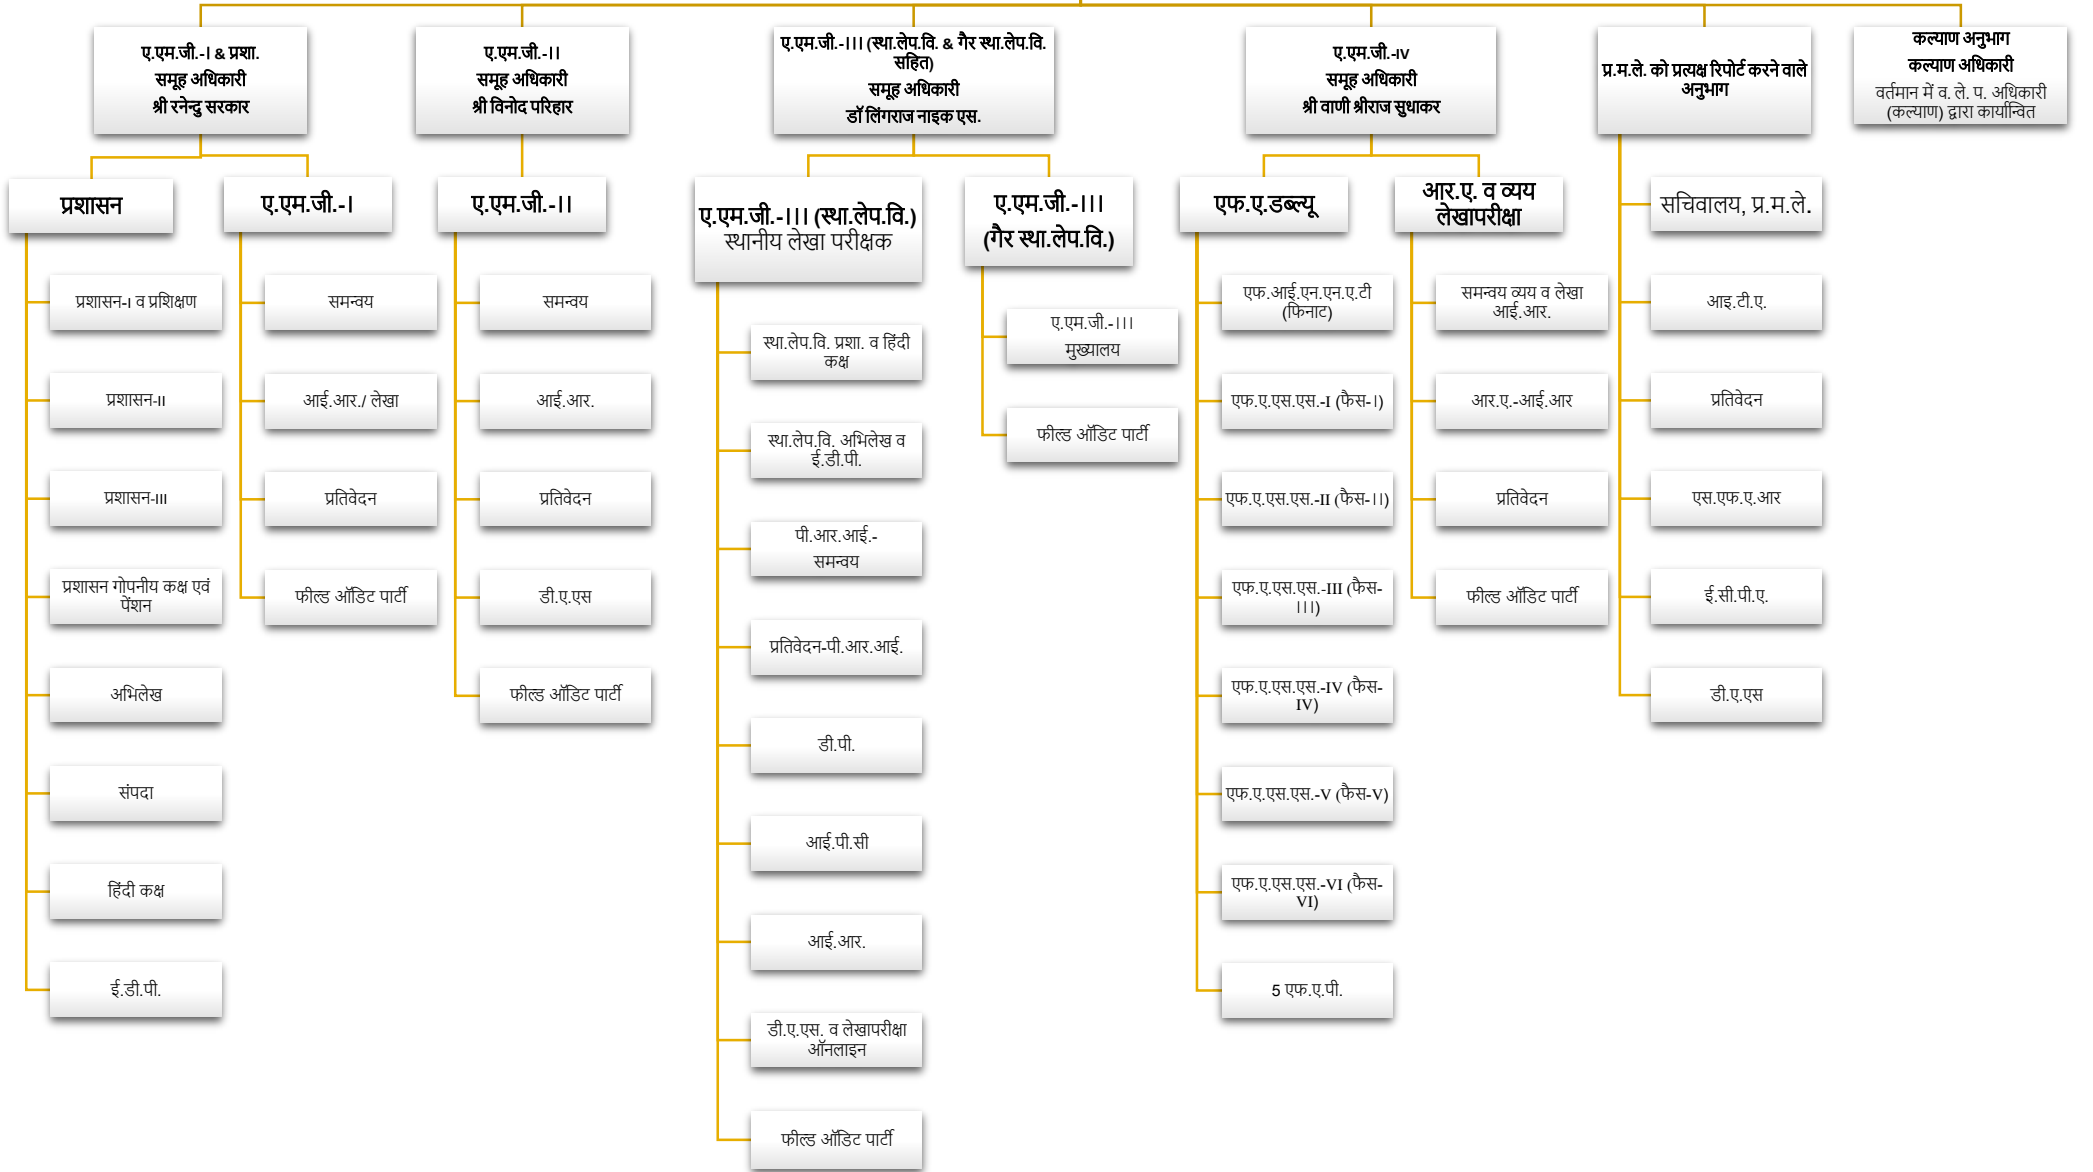 ए.एम.जी.-I & प्रशा.
समूह अधिकारी
श्री रनेन्दु सरकार
ए.एम.जी.-II
समूह अधिकारी
श्री विनोद परिहार
ए.एम.जी.-III (स्था.लेप.वि. & गैर स्था.लेप.वि.
सहित)
समूह अधिकारी
डॉ लिंगराज नाइक एस.
ए.एम.जी.-IV
समूह अधिकारी
श्री वाणी श्रीराज सुधाकर
प्र.म.ले. को प्रत्यक्ष रिपोर्ट करने वाले
अनुभाग
कल्याण अनुभाग
कल्याण अधिकारी
वर्तमान में व. ले. प. अधिकारी
(कल्याण) द्वारा कार्यान्वित
प्रशासन
प्रशासन-I व प्रशिक्षण
प्रशासन-II
प्रशासन-III
प्रशासन गोपनीय कक्ष एवं
पेंशन
अभिलेख
संपदा
हिंदी कक्ष
ई.डी.पी.
ए.एम.जी.-I
समन्वय
आई.आर./ लेखा
प्रतिवेदन
फील्ड ऑडिट पार्टी
ए.एम.जी.-II
समन्वय
आई.आर.
प्रतिवेदन
डी.ए.एस
फील्ड ऑडिट पार्टी
ए.एम.जी.-III (स्था.लेप.वि.)
स्थानीय लेखा परीक्षक
स्था.लेप.वि. प्रशा. व हिंदी
कक्ष
स्था.लेप.वि. अभिलेख व
ई.डी.पी.
पी.आर.आई.-
समन्वय
प्रतिवेदन-पी.आर.आई.
डी.पी.
आई.पी.सी
आई.आर.
डी.ए.एस. व लेखापरीक्षा
ऑनलाइन
फील्ड ऑडिट पार्टी
ए.एम.जी.-III
(गैर स्था.लेप.वि.)
ए.एम.जी.-III
मुख्यालय
फील्ड ऑडिट पार्टी
एफ.ए.डब्ल्यू
एफ.आई.एन.एन.ए.टी
(फिनाट)
एफ.ए.एस.एस.-I (फैस-I)
एफ.ए.एस.एस.-II (फैस-II)
एफ.ए.एस.एस.-III (फैस-
III)
एफ.ए.एस.एस.-IV (फैस-
IV)
एफ.ए.एस.एस.-V (फैस-V)
एफ.ए.एस.एस.-VI (फैस-
VI)
5 एफ.ए.पी.
आर.ए. व व्यय
लेखापरीक्षा
समन्वय व्यय व लेखा
आई.आर.
आर.ए.-आई.आर
प्रतिवेदन
फील्ड ऑडिट पार्टी
सचिवालय, प्र.म.ले.
आइ.टी.ए.
प्रतिवेदन
एस.एफ.ए.आर
ई.सी.पी.ए.
डी.ए.एस